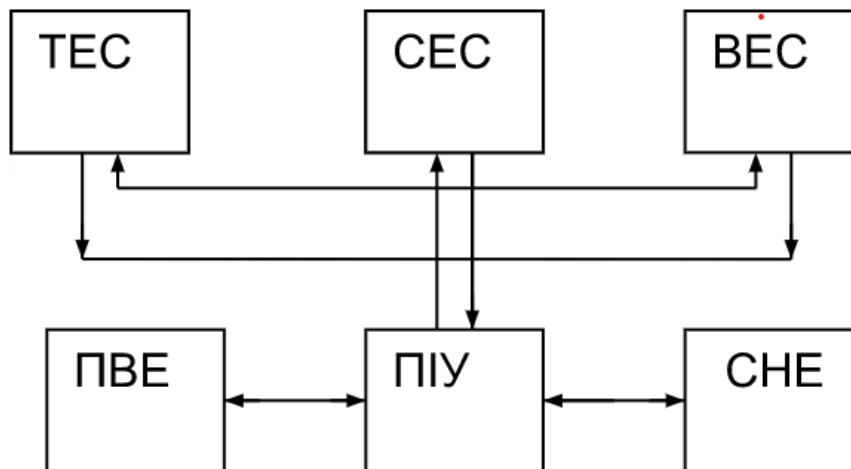 ТЕС
СЕС
ВЕС
ПВЕ
ПІУ
СНЕ